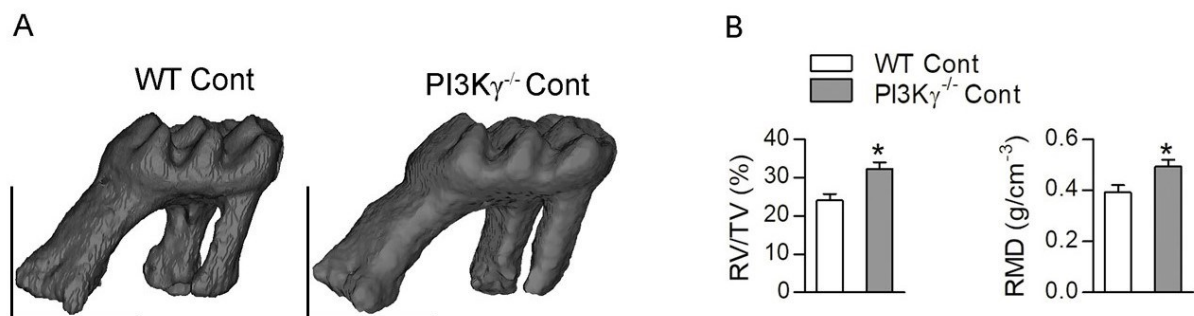 A
WT Cont
PI3Kγ-/- Cont
B
WT Cont
PI3Kγ-/- Cont
RV/TV (%)
40
30
20
10
0
*
RMD (g/cm-3)
0.6
0.4
0.2
0.0
*